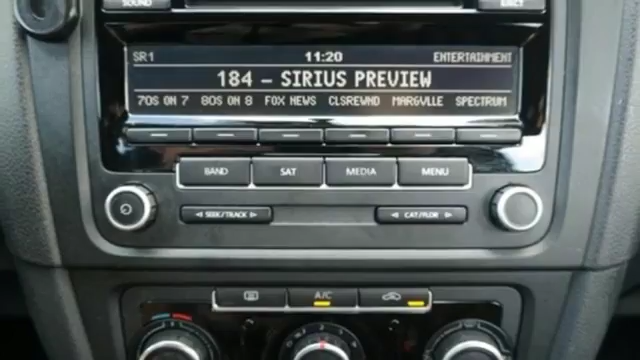 SOUND EJECT
SR1 11:20 ENTERTAINMENT
184 - SIRIUS PREVIEW
70S ON 7 80S ON 8 FOX NEWS CLSREWND MARGVLLE SPECTRUM
BAND SAT MEDIA MENU
SEEK/TRACK CAT/FLDR
A/C